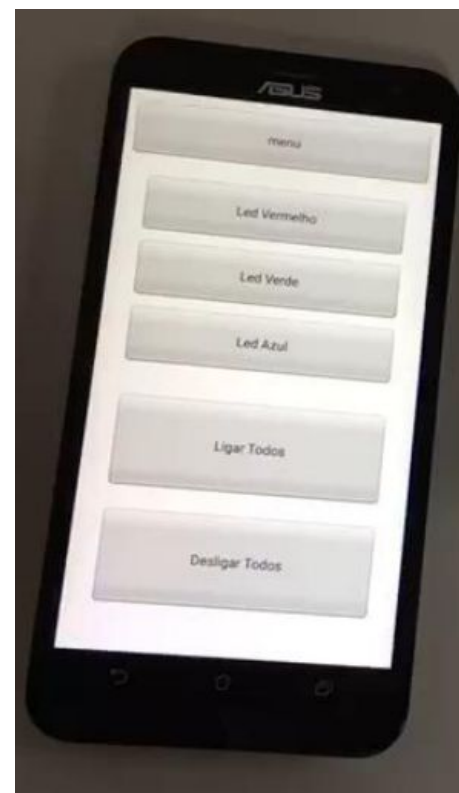 ASUS
menu
Led Vermelho
Led Verde
Led Azul
Ligar Todos
Desligar Todos